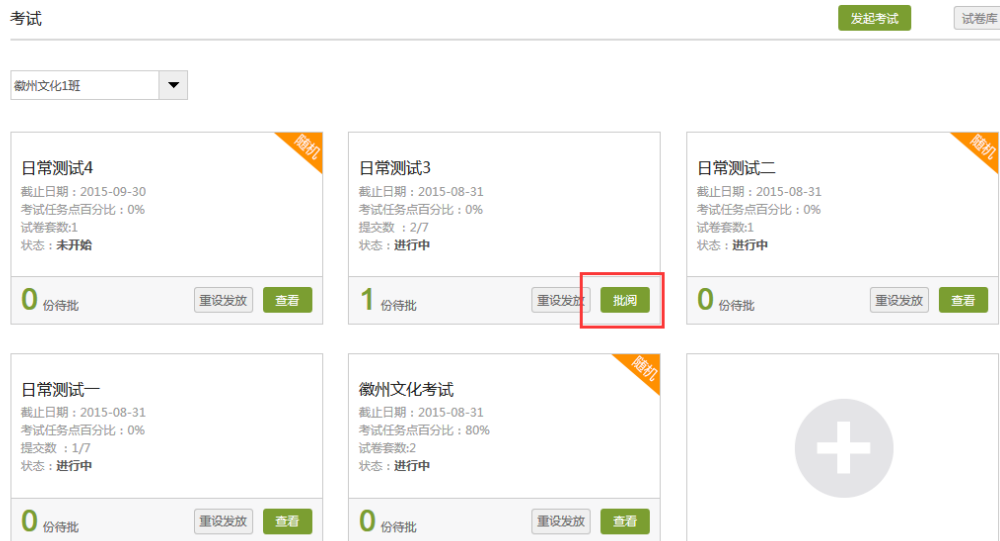 考试
发起考试
试卷库
徽州文化1班
随机
日常测试4
截止日期：2015-09-30
考试任务点百分比：0%
试卷套数:1
状态：未开始
0 份待批
重设发放
查看
日常测试3
截止日期：2015-08-31
考试任务点百分比：0%
提交数 ：2/7
状态：进行中
1 份待批
重设发放
批阅
随机
日常测试二
截止日期：2015-08-31
考试任务点百分比：0%
试卷套数:1
状态：进行中
0 份待批
重设发放
查看
日常测试一
截止日期：2015-08-31
考试任务点百分比：0%
提交数 ：1/7
状态：进行中
0 份待批
重设发放
查看
随机
徽州文化考试
截止日期：2015-08-31
考试任务点百分比：80%
试卷套数:2
状态：进行中
0 份待批
重设发放
查看